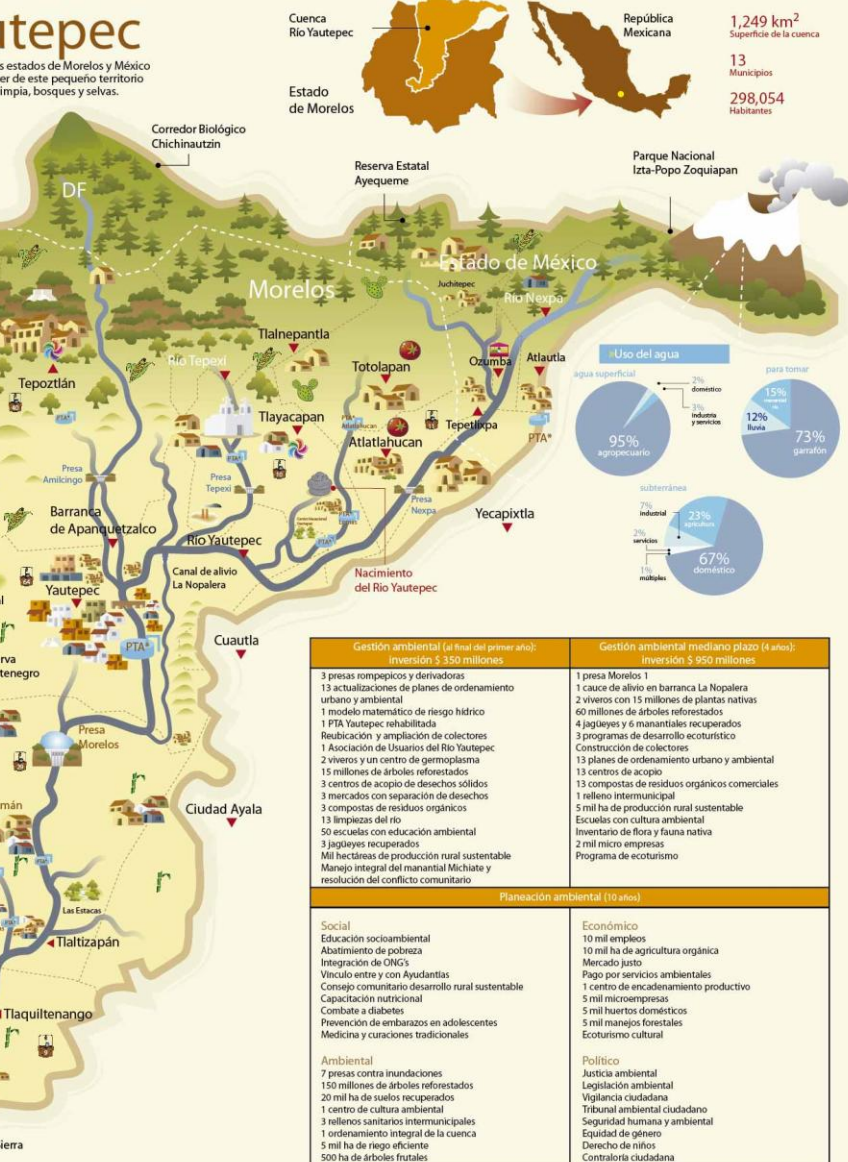 utepec
s estados de Morelos y México
er de este pequeño territorio
impia, bosques y selvas.
Cuenca
Río Yautepec
Estado
de Morelos
República
Mexicana
1,249 km²
Superficie de la cuenca
13
Municipios
298,054
Habitantes
Corredor Biológico
Chichinautzin
Reserva Estatal
Ayequeme
Parque Nacional
Izta-Popo Zoquiapan
DF
Morelos
Estado de México
Juchitepec
Río Nexpa
Tlalnepantla
Río Tepexi
Totolapan
Ozumba
Atlautla
Tepoztlán
PTA*
Tlayacapan
PTA*
Atlatlahucan
Atlatlahucan
Tepetlixpa
PTA*
PTA*
Presa
Amilcingo
Presa
Tepexi
Presa
Nexpa
Yecapixtla
Barranca
de Apanquetzalco
Río Yautepec
PTA*
Canal de alivio
La Nopalera
Nacimiento
del Río Yautepec
Yautepec
PTA*
Cuautla
rva
tenegro
Presa
Morelos
Ciudad Ayala
mán
PTA*
Las Estacas
Tlaltizapán
Tlaquiltenango
ierra
»Uso del agua
agua superficial
2%
doméstico
3%
industria
y servicios
95%
agropecuario
para tomar
15%
12%
lluvia
73%
garrafón
subterránea
7%
industrial
23%
agricultura
2%
servicios
1%
múltiples
67%
doméstico
Gestión ambiental (al final del primer año):
inversión $ 350 millones
3 presas rompepicos y derivadoras
13 actualizaciones de planes de ordenamiento
urbano y ambiental
1 modelo matemático de riesgo hídrico
1 PTA Yautepec rehabilitada
Reubicación y ampliación de colectores
1 Asociación de Usuarios del Río Yautepec
2 viveros y un centro de germoplasma
15 millones de árboles reforestados
3 centros de acopio de desechos sólidos
3 mercados con separación de desechos
3 compostas de residuos orgánicos
13 limpiezas del río
50 escuelas con educación ambiental
3 jagüeyes recuperados
Mil hectáreas de producción rural sustentable
Manejo integral del manantial Michiate y
resolución del conflicto comunitario
Gestión ambiental mediano plazo (4 años):
inversión $ 950 millones
1 presa Morelos 1
1 cauce de alivio en barranca La Nopalera
2 viveros con 15 millones de plantas nativas
60 millones de árboles reforestados
4 jagüeyes y 6 manantiales recuperados
3 programas de desarrollo ecoturístico
Construcción de colectores
13 planes de ordenamiento urbano y ambiental
13 centros de acopio
13 compostas de residuos orgánicos comerciales
1 relleno intermunicipal
5 mil ha de producción rural sustentable
Escuelas con cultura ambiental
Inventario de flora y fauna nativa
2 mil micro empresas
Programa de ecoturismo
Planeación ambiental (10 años)
Social
Educación socioambiental
Abatimiento de pobreza
Integración de ONG's
Vínculo entre y con Ayudantías
Consejo comunitario desarrollo rural sustentable
Capacitación nutricional
Combate a diabetes
Prevención de embarazos en adolescentes
Medicina y curaciones tradicionales
Económico
10 mil empleos
10 mil ha de agricultura orgánica
Mercado justo
Pago por servicios ambientales
1 centro de encadenamiento productivo
5 mil microempresas
5 mil huertos domésticos
5 mil manejos forestales
Ecoturismo cultural
Ambiental
7 presas contra inundaciones
150 millones de árboles reforestados
20 mil ha de suelos recuperados
1 centro de cultura ambiental
3 rellenos sanitarios intermunicipales
1 ordenamiento integral de la cuenca
5 mil ha de riego eficiente
500 ha de árboles frutales
Político
Justicia ambiental
Legislación ambiental
Vigilancia ciudadana
Tribunal ambiental ciudadano
Seguridad humana y ambiental
Equidad de género
Derecho de niños
Contraloría ciudadana